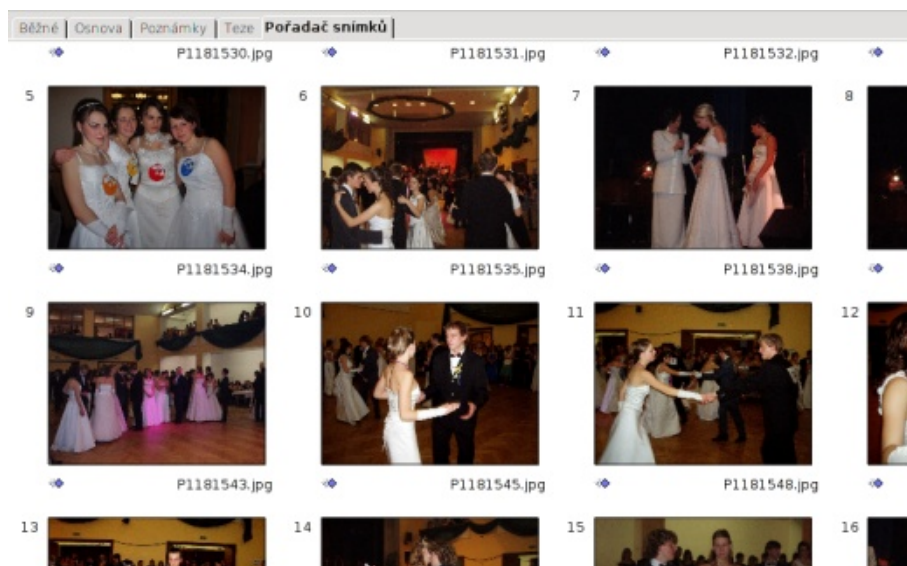 Běžné Osnova Poznámky Teze Pořadač snímků
P1181530.jpg P1181531.jpg P1181532.jpg
5 6 7 8
P1181534.jpg P1181535.jpg P1181538.jpg
9 10 11 12
P1181543.jpg P1181545.jpg P1181548.jpg
13 14 15 16